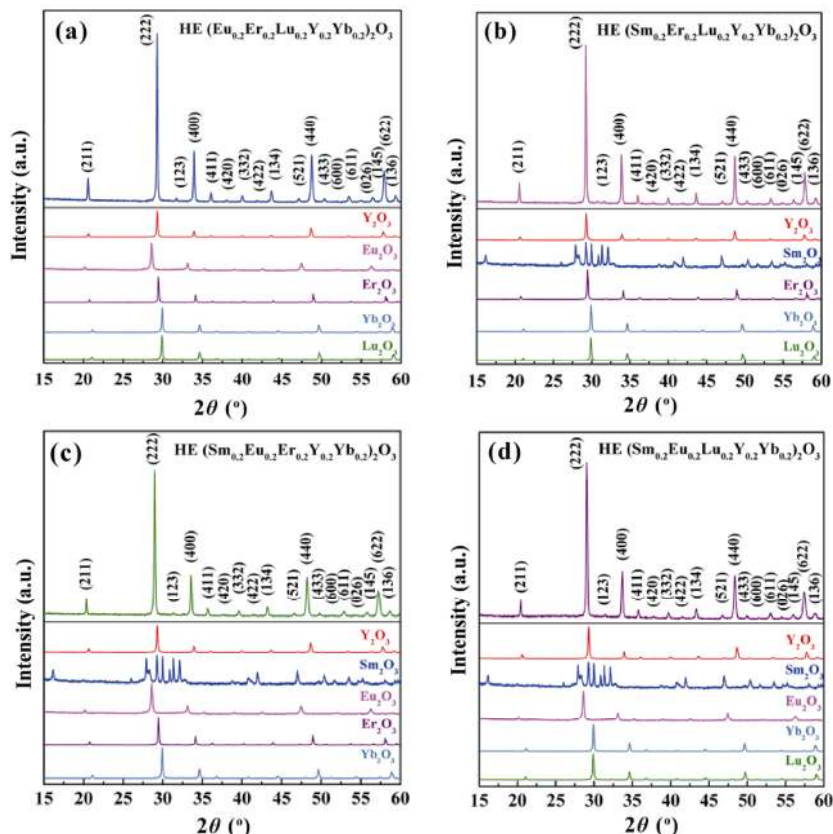 (a) HE (Eu0.2Er0.2Lu0.2Y0.2Yb0.2)2O3
(222)
(211)
(123)
(400)
(411)
(420)
(332)
(422)
(134)
(521)
(440)
(433)
(600)
(611)
(026)
(145)
(622)
(136)
Y2O3
Eu2O3
Er2O3
Yb2O3
Lu2O3
Intensity (a.u.)
15 20 25 30 35 40 45 50 55 60
2θ (°)
(b) HE (Sm0.2Er0.2Lu0.2Y0.2Yb0.2)2O3
(222)
(211)
(123)
(400)
(411)
(420)
(332)
(422)
(134)
(521)
(440)
(433)
(600)
(611)
(026)
(145)
(622)
(136)
Y2O3
Sm2O
Er2O3
Yb2O3
Lu2O3
Intensity (a.u.)
15 20 25 30 35 40 45 50 55 60
2θ (°)
(c) HE (Sm0.2Eu0.2Er0.2Y0.2Yb0.2)2O3
(222)
(211)
(123)
(400)
(411)
(420)
(332)
(422)
(134)
(521)
(440)
(433)
(600)
(611)
(026)
(145)
(622)
(136)
Y2O3
Sm2O3
Eu2O3
Er2O3
Yb2O3
Intensity (a.u.)
15 20 25 30 35 40 45 50 55 60
2θ (°)
(d) HE (Sm0.2Eu0.2Lu0.2Y0.2Yb0.2)2O3
(222)
(211)
(123)
(400)
(411)
(420)
(332)
(422)
(134)
(521)
(440)
(433)
(600)
(611)
(026)
(145)
(622)
(136)
Y2O3
Sm2O3
Eu2O3
Yb2O3
Lu2O3
Intensity (a.u.)
15 20 25 30 35 40 45 50 55 60
2θ (°)